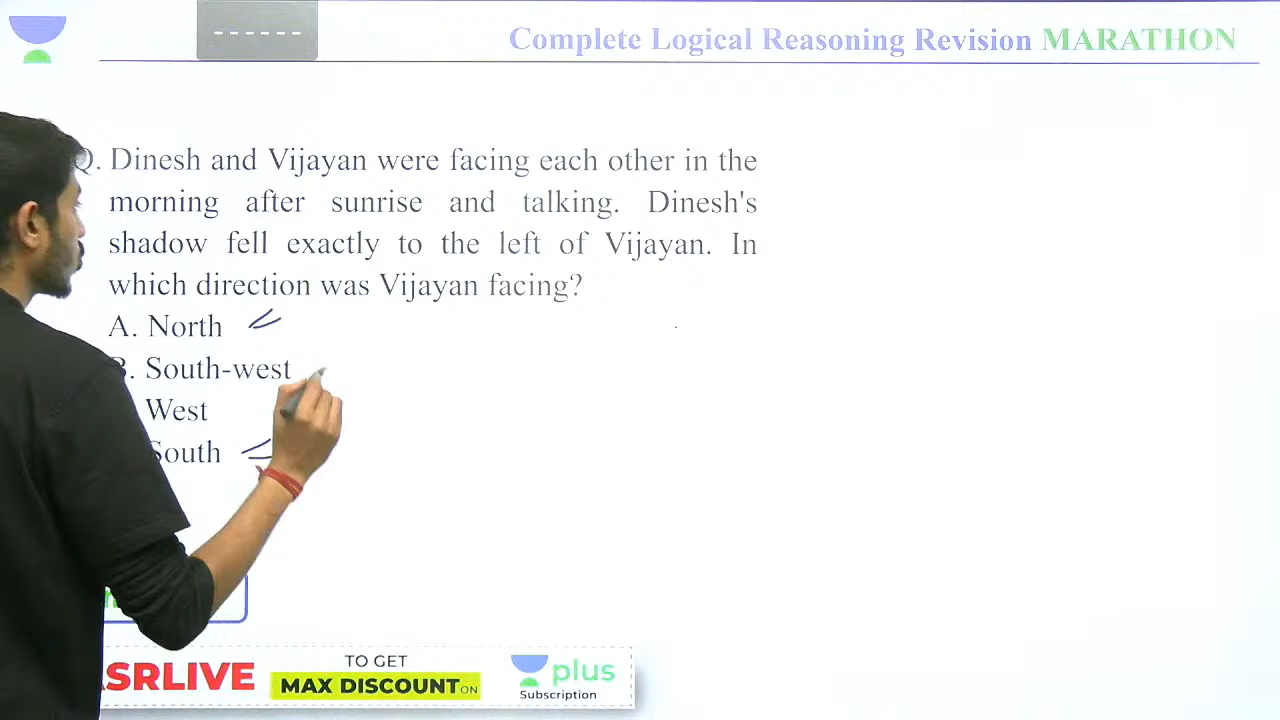 Complete Logical Reasoning Revision MARATHON
Q. Dinesh and Vijayan were facing each other in the
morning after sunrise and talking. Dinesh's
shadow fell exactly to the left of Vijayan. In
which direction was Vijayan facing?
A. North
B. South-west
West
South
SRLIVE
TO GET
MAX DISCOUNT ON
plus
Subscription